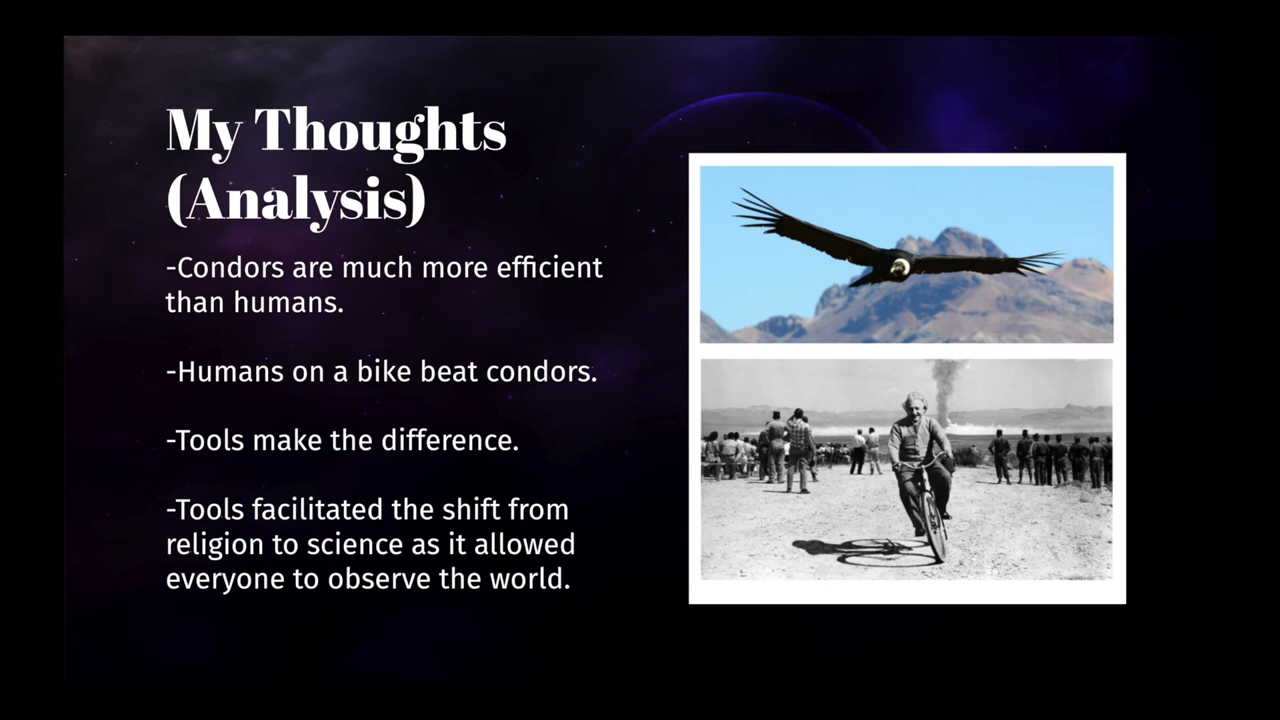 My Thoughts
(Analysis)
-Condors are much more efficient
than humans.
-Humans on a bike beat condors.
-Tools make the difference.
-Tools facilitated the shift from
religion to science as it allowed
everyone to observe the world.